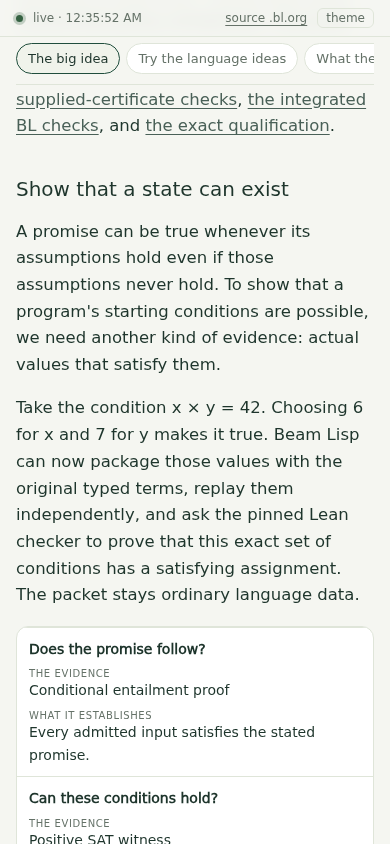 live · 12:35:52 AM
source .bl.org
theme
The big idea
Try the language ideas
What the
supplied-certificate checks, the integrated
BL checks, and the exact qualification.
Show that a state can exist
A promise can be true whenever its
assumptions hold even if those
assumptions never hold. To show that a
program's starting conditions are possible,
we need another kind of evidence: actual
values that satisfy them.
Take the condition x × y = 42. Choosing 6
for x and 7 for y makes it true. Beam Lisp
can now package those values with the
original typed terms, replay them
independently, and ask the pinned Lean
checker to prove that this exact set of
conditions has a satisfying assignment.
The packet stays ordinary language data.
Does the promise follow?
THE EVIDENCE
Conditional entailment proof
WHAT IT ESTABLISHES
Every admitted input satisfies the stated
promise.
Can these conditions hold?
THE EVIDENCE
Positive SAT witness